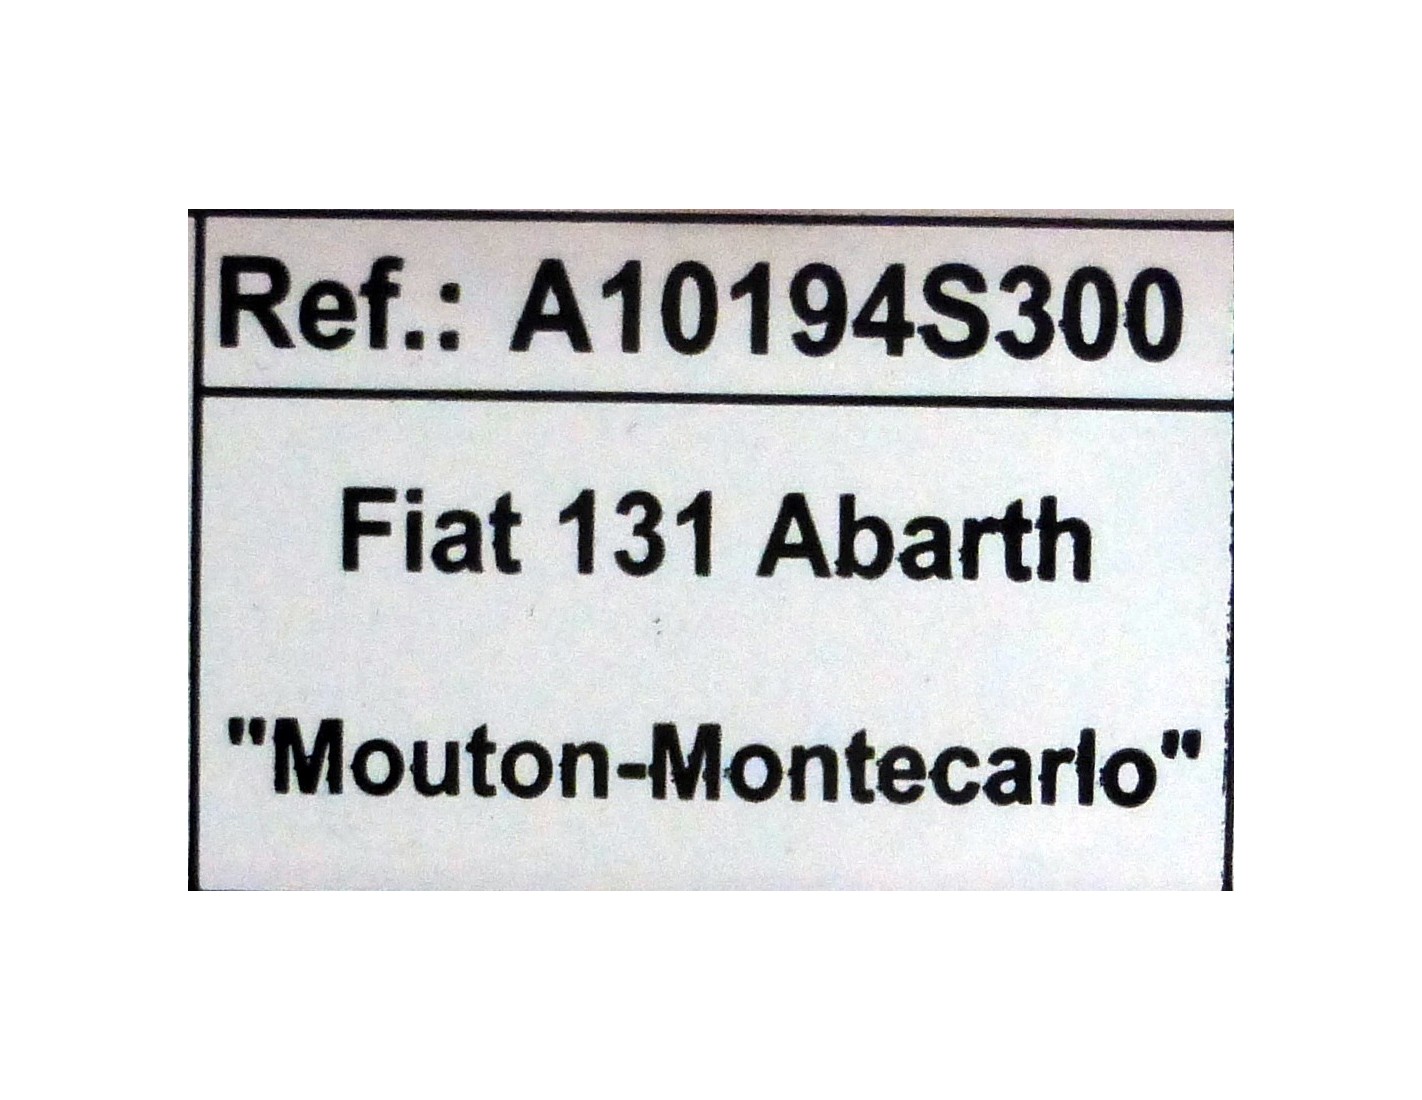 Ref.: A10194S300
Fiat 131 Abarth
"Mouton-Montecarlo"